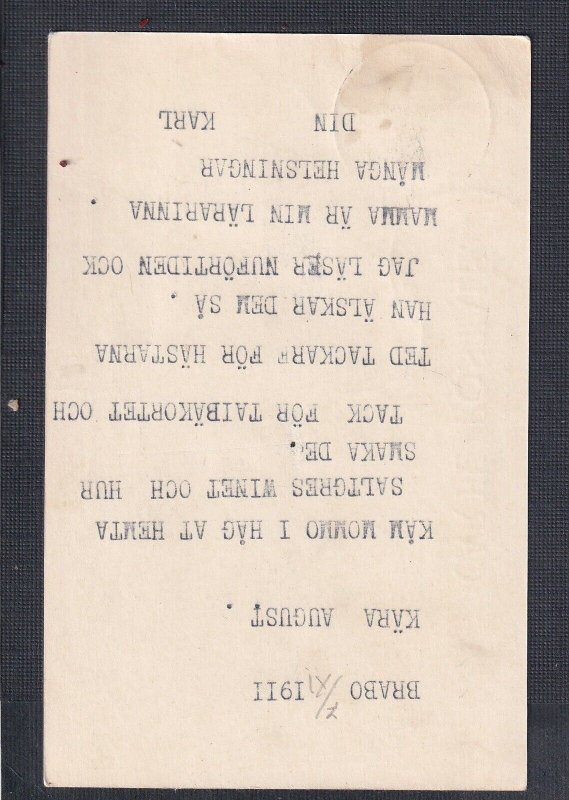 BRABO 7/XI 1911
KÄRA AUGUST .
KÄM MOMMO I HÅG AT HEMTA
SALTGRES WINET OCH HUR
SMAKA DE.
TACK FÖR TAIBÄKORTET OCH
TED TACKAR FÖR HÄSTARNA
HAN ÄLSKAR DEM SÅ .
JAG LÄSER NUFÖRTIDEN OCK
MAMMA ÄR MIN LÄRARINNA .
MÅNGA HELSNINGAR
DIN KARL